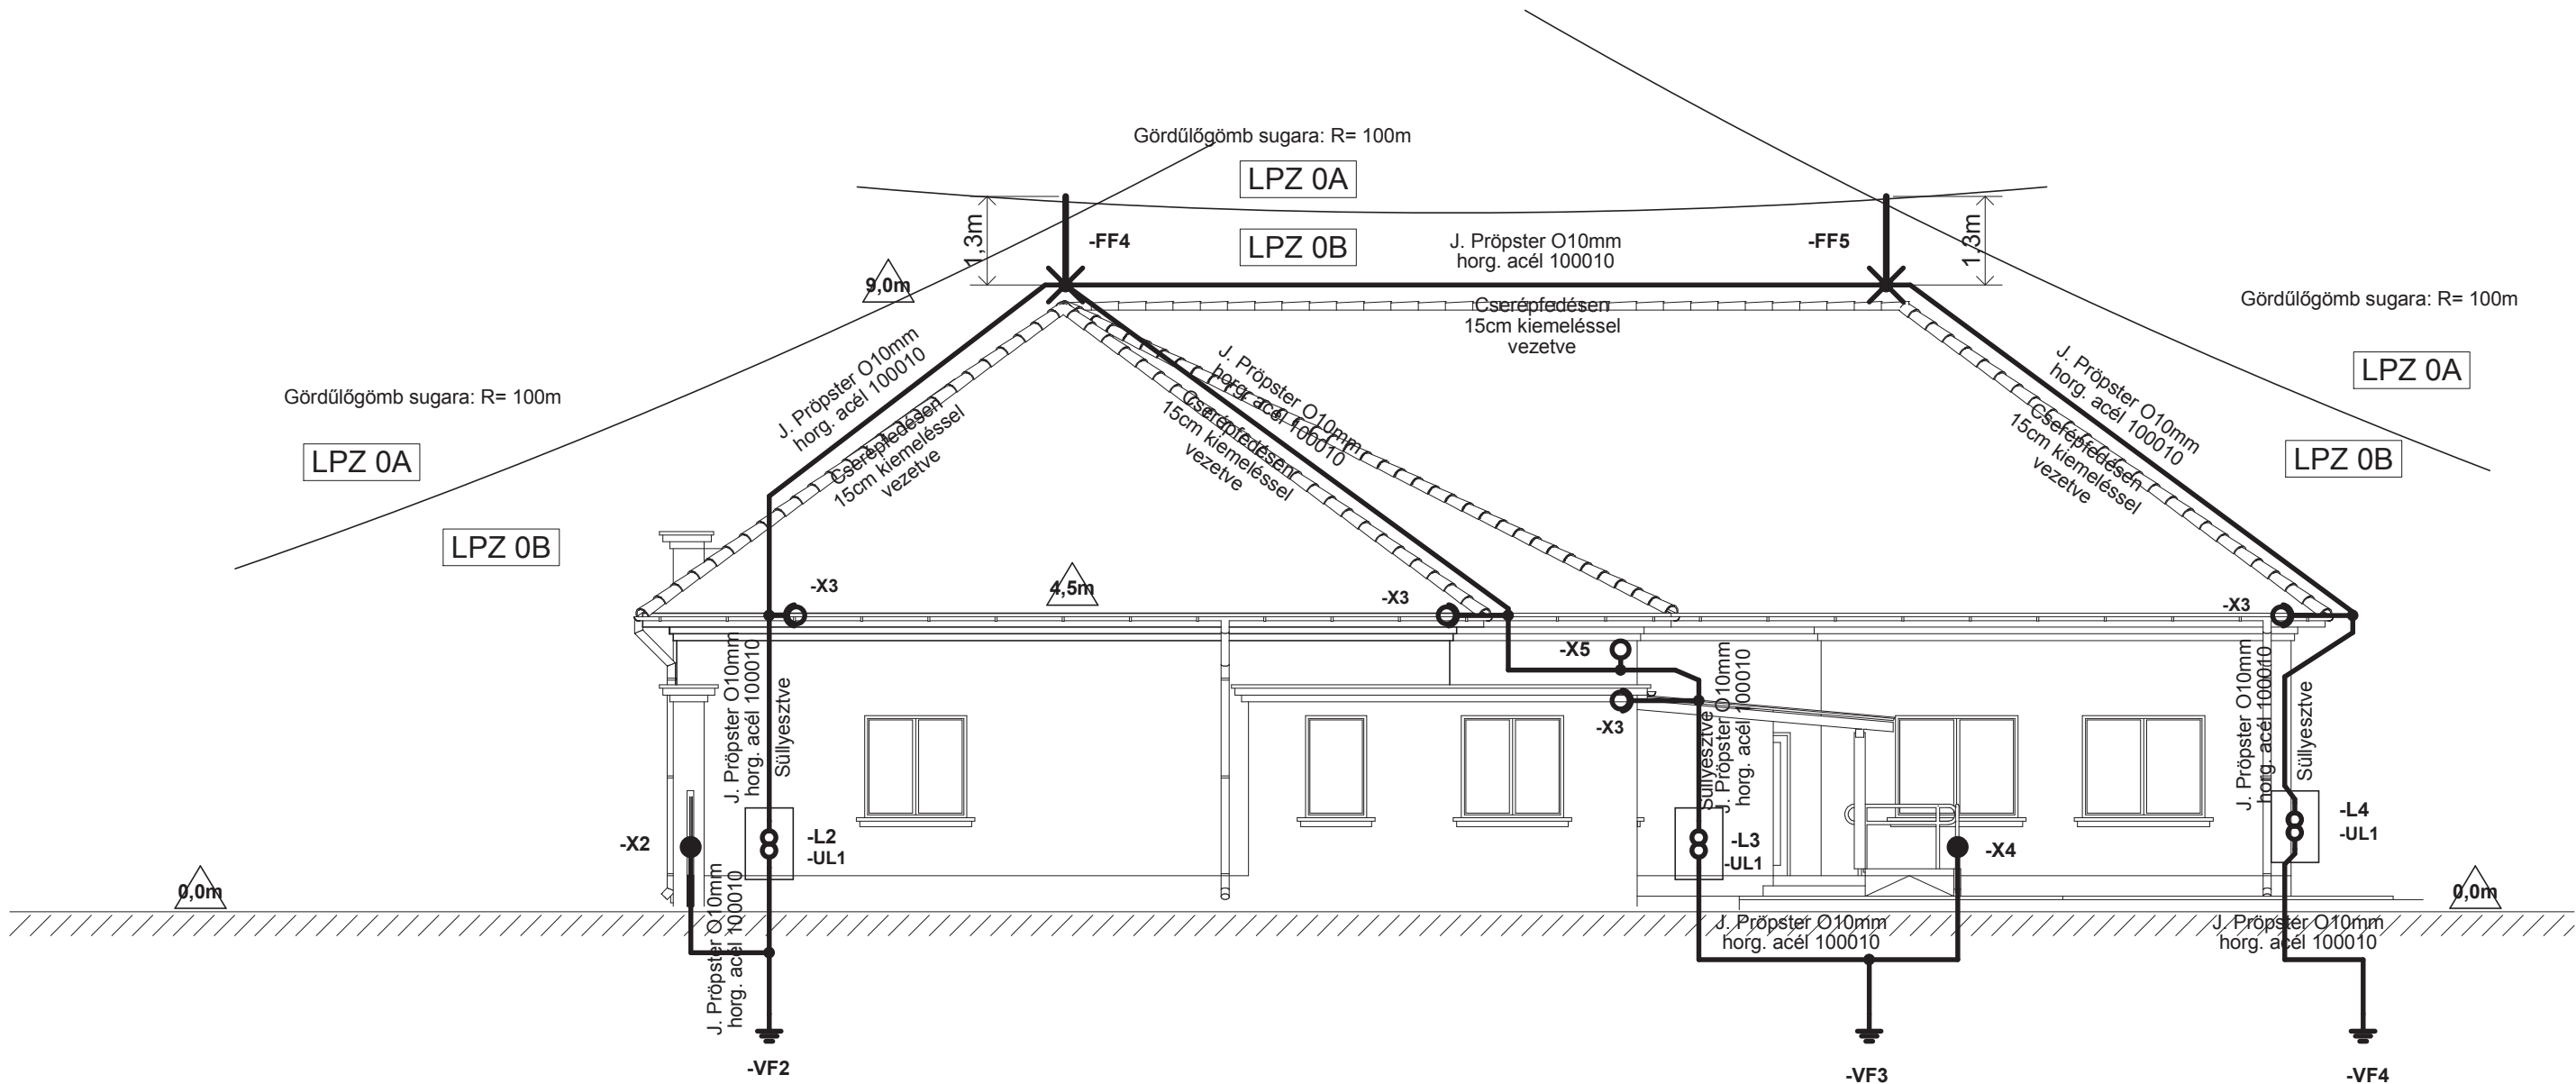 Gördűlőgömb sugara: R= 100m
LPZ 0A
1,3m
-FF4
LPZ 0B
J. Pröpster O10mm
horg. acél 100010
-FF5
1,3m
9,0m
Cserépfedésen
15cm kiemeléssel
vezetve
Gördűlőgömb sugara: R= 100m
LPZ 0A
LPZ 0B
Gördűlőgömb sugara: R= 100m
LPZ 0A
LPZ 0B
J. Pröpster O10mm
horg. acél 100010
Cserépfedésen
15cm kiemeléssel
vezetve
J. Pröpster O10mm
horg. acél 100010
Cserépfedésen
15cm kiemeléssel
vezetve
J. Pröpster O10mm
horg. acél 100010
Cserépfedésen
15cm kiemeléssel
vezetve
-X3
4,5m
-X3
-X3
-X5
-X3
J. Pröpster O10mm
horg. acél 100010
Süllyesztve
Süllyesztve
J. Pröpster O10mm
horg. acél 100010
J. Pröpster O10mm
horg. acél 100010
Süllyesztve
-X2
-L2
-UL1
-L3
-UL1
-X4
-L4
-UL1
0,0m
0,0m
J. Pröpster O10mm
horg. acél 100010
J. Pröpster O10mm
horg. acél 100010
J. Pröpster O10mm
horg. acél 100010
-VF2
-VF3
-VF4